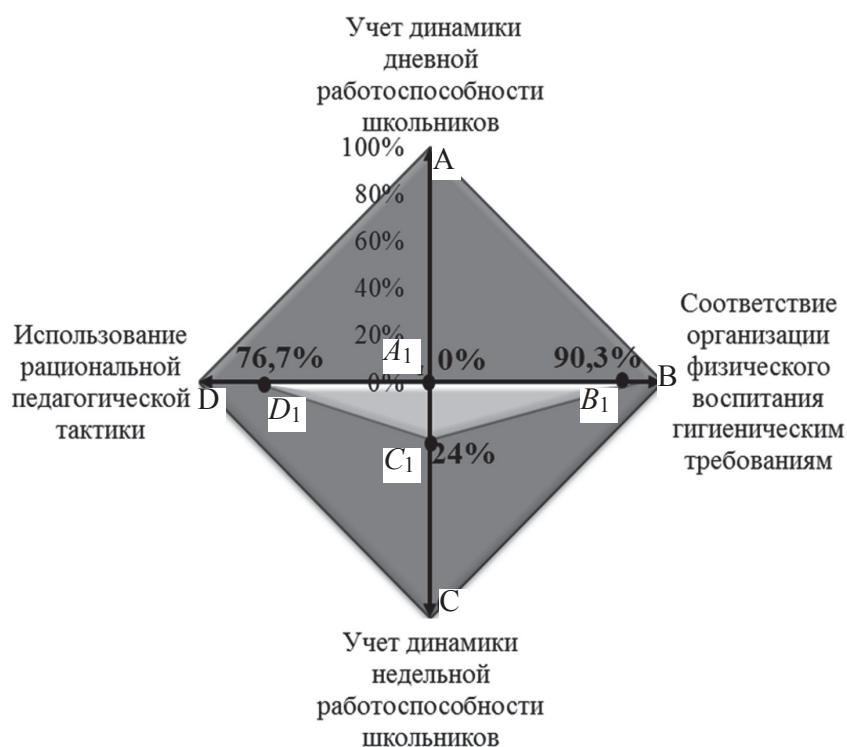 Учет динамики
дневной
работоспособности
школьников
100%
A
80%
60%
40%
20%
0%
Использование
рациональной
педагогической
тактики
D
76,7%
D1
A1
0%
90,3%
B1
B
Соответствие
организации
физического
воспитания
гигиеническим
требованиям
C1
24%
C
Учет динамики
недельной
работоспособности
школьников